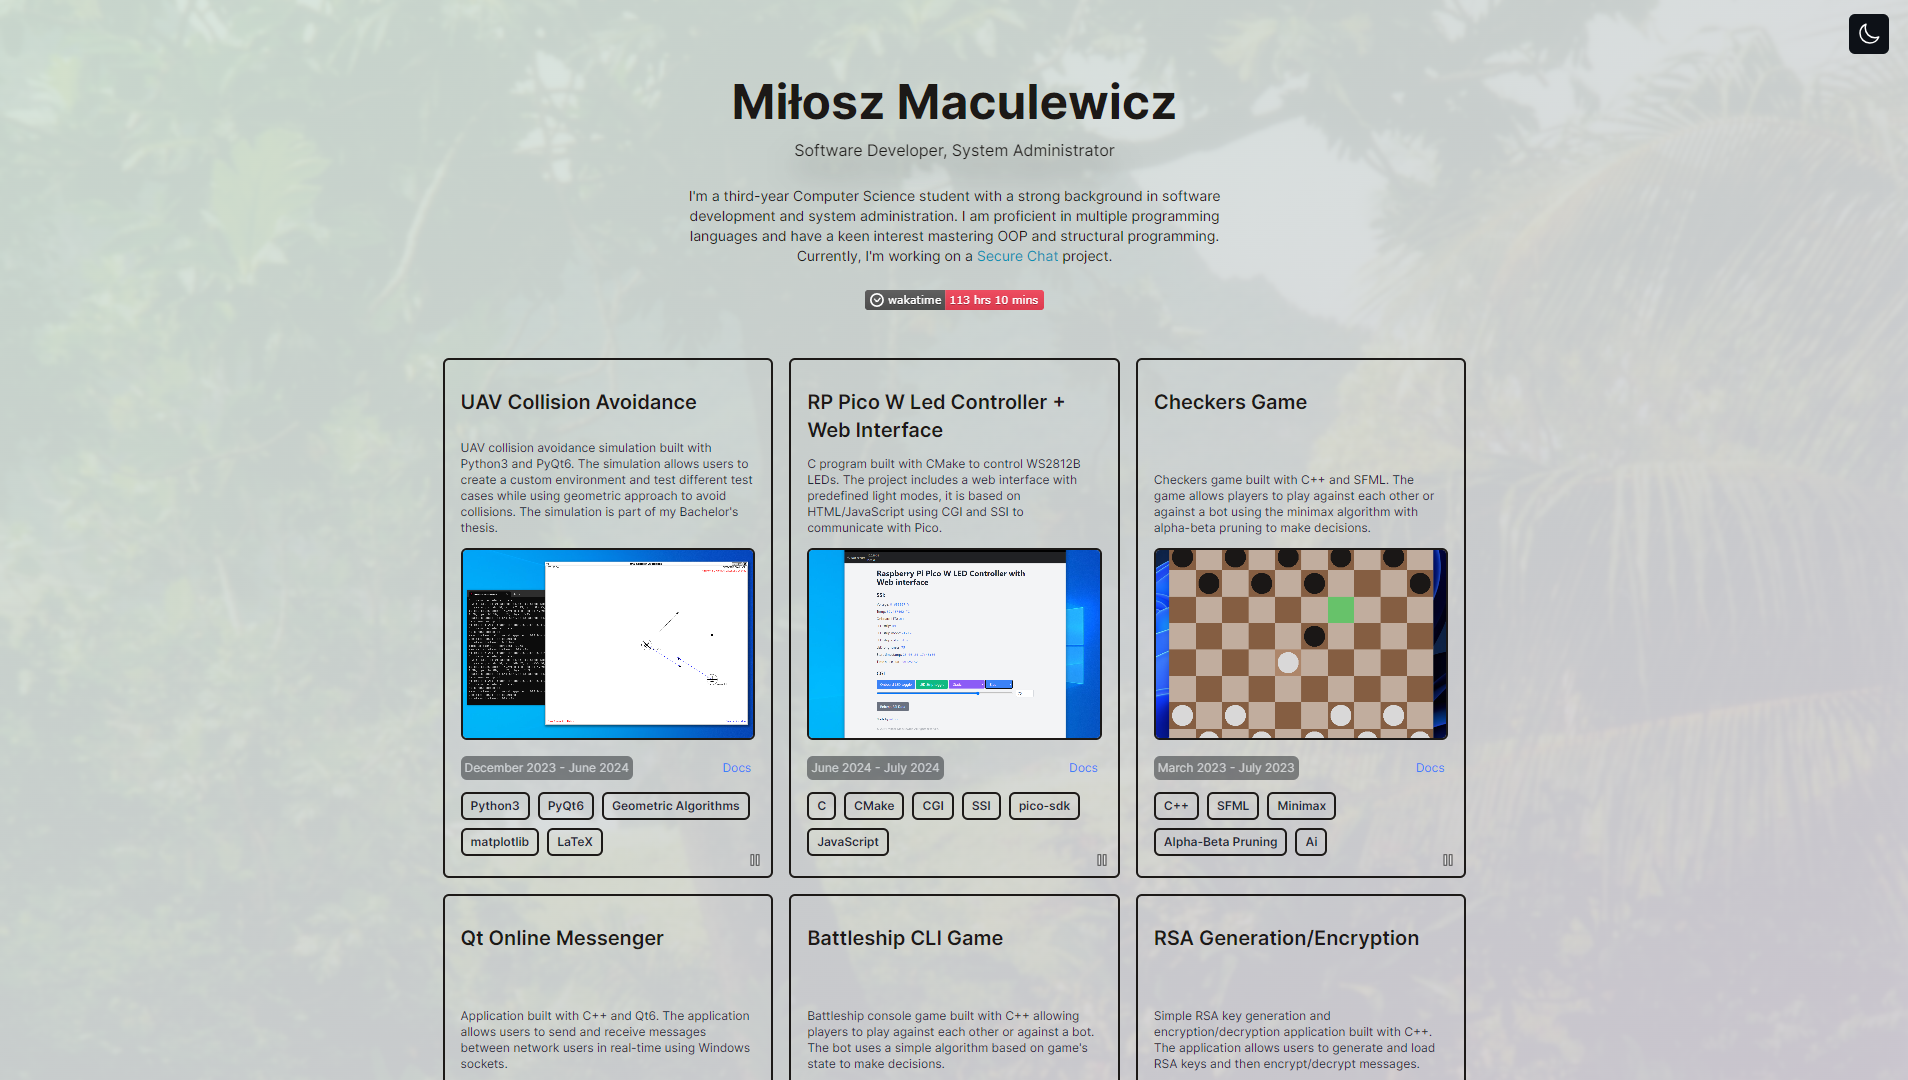 Miłosz Maculewicz
Software Developer, System Administrator
I'm a third-year Computer Science student with a strong background in software
development and system administration. I am proficient in multiple programming
languages and have a keen interest mastering OOP and structural programming.
Currently, I'm working on a Secure Chat project.
wakatime 113 hrs 10 mins
UAV Collision Avoidance
UAV collision avoidance simulation built with
Python3 and PyQt6. The simulation allows users to
create a custom environment and test different test
cases while using geometric approach to avoid
collisions. The simulation is part of my Bachelor's
thesis.
December 2023 - June 2024
Docs
Python3
PyQt6
Geometric Algorithms
matplotlib
LaTeX
RP Pico W Led Controller +
Web Interface
C program built with CMake to control WS2812B
LEDs. The project includes a web interface with
predefined light modes, it is based on
HTML/JavaScript using CGI and SSI to
communicate with Pico.
Raspberry Pi Pico W LED Controller with
Web interface
June 2024 - July 2024
Docs
C
CMake
CGI
SSI
pico-sdk
JavaScript
Checkers Game
Checkers game built with C++ and SFML. The
game allows players to play against each other or
against a bot using the minimax algorithm with
alpha-beta pruning to make decisions.
March 2023 - July 2023
Docs
C++
SFML
Minimax
Alpha-Beta Pruning
Ai
Qt Online Messenger
Application built with C++ and Qt6. The application
allows users to send and receive messages
between network users in real-time using Windows
sockets.
Battleship CLI Game
Battleship console game built with C++ allowing
players to play against each other or against a bot.
The bot uses a simple algorithm based on game's
state to make decisions.
RSA Generation/Encryption
Simple RSA key generation and
encryption/decryption application built with C++.
The application allows users to generate and load
RSA keys and then encrypt/decrypt messages.